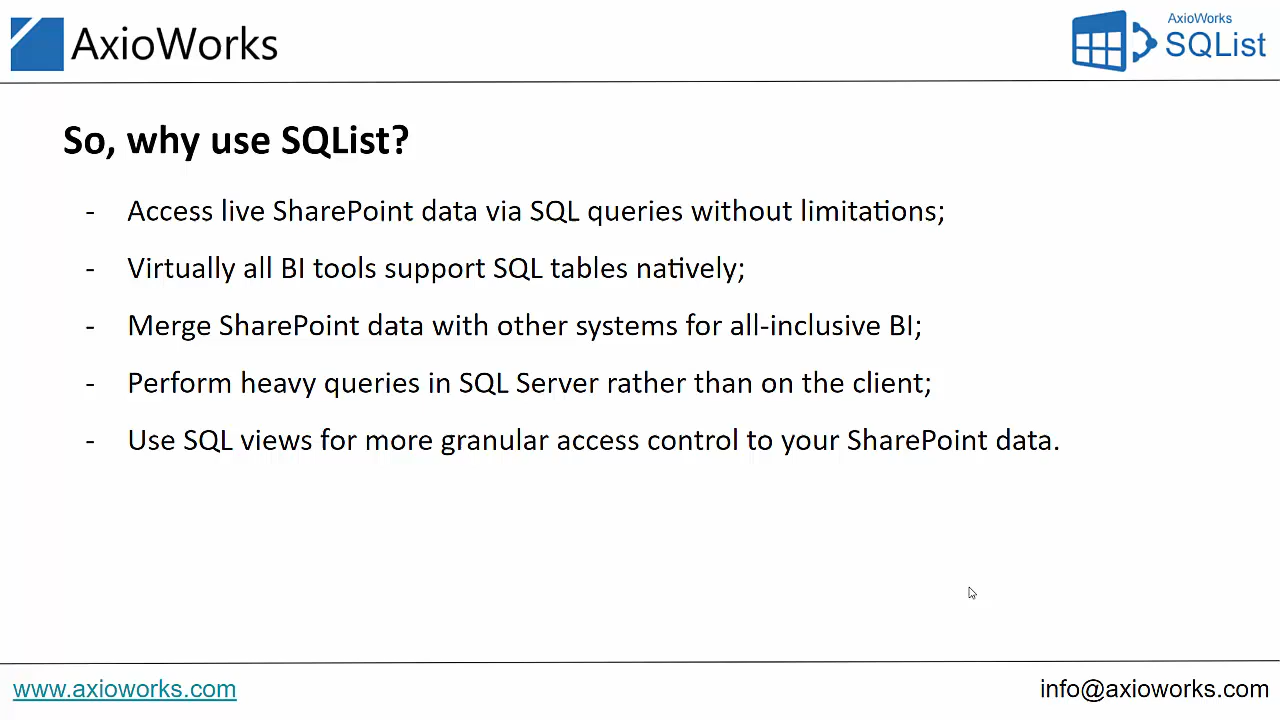 AxioWorks
AxioWorks
SQList
So, why use SQList?
- Access live SharePoint data via SQL queries without limitations;
- Virtually all BI tools support SQL tables natively;
- Merge SharePoint data with other systems for all-inclusive BI;
- Perform heavy queries in SQL Server rather than on the client;
- Use SQL views for more granular access control to your SharePoint data.
www.axioworks.com
info@axioworks.com